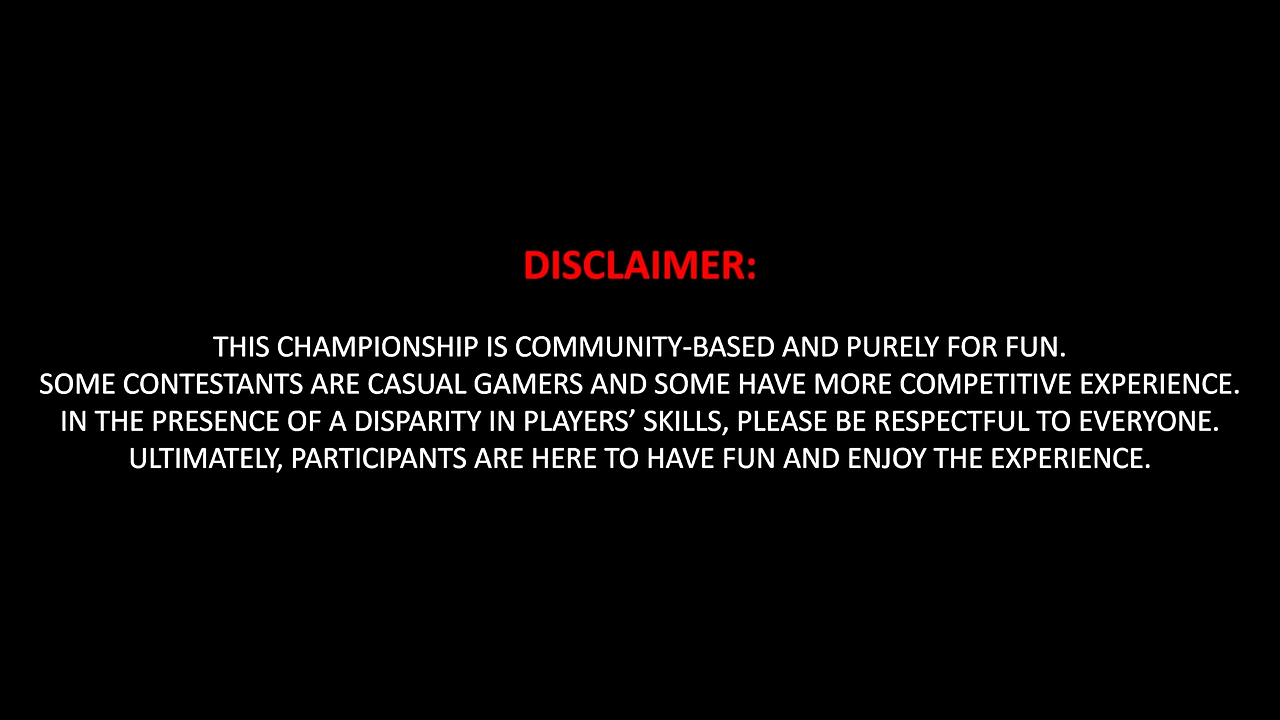 DISCLAIMER:
THIS CHAMPIONSHIP IS COMMUNITY-BASED AND PURELY FOR FUN.
SOME CONTESTANTS ARE CASUAL GAMERS AND SOME HAVE MORE COMPETITIVE EXPERIENCE.
IN THE PRESENCE OF A DISPARITY IN PLAYERS’ SKILLS, PLEASE BE RESPECTFUL TO EVERYONE.
ULTIMATELY, PARTICIPANTS ARE HERE TO HAVE FUN AND ENJOY THE EXPERIENCE.